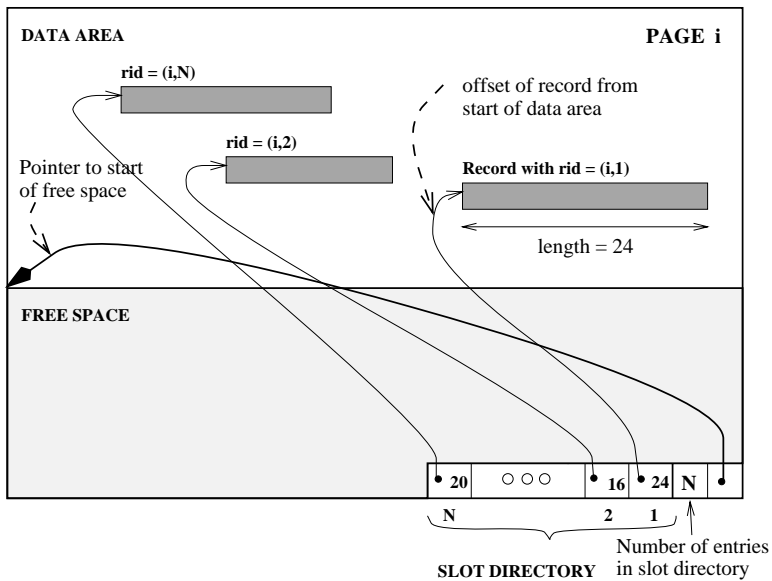 DATA AREA
PAGE i
rid = (i,N)
offset of record from
start of data area
rid = (i,2)
Pointer to start
of free space
Record with rid = (i,1)
length = 24
FREE SPACE
20
16
24
N
N
2
1
SLOT DIRECTORY
Number of entries
in slot directory